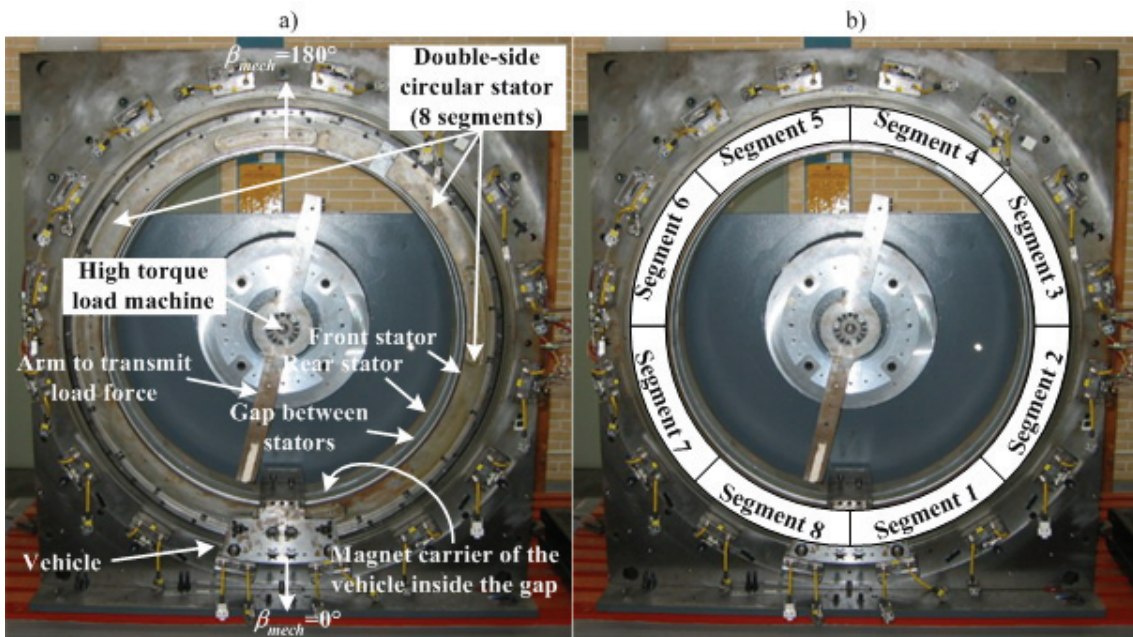 a)
β_mech=180°
Double-side
circular stator
(8 segments)
High torque
load machine
Front stator
Rear stator
Arm to transmit
load force
Gap between
stators
Vehicle
Magnet carrier of the
vehicle inside the gap
β_mech=0°
b)
Segment 5
Segment 4
Segment 6
Segment 3
Segment 7
Segment 2
Segment 8
Segment 1